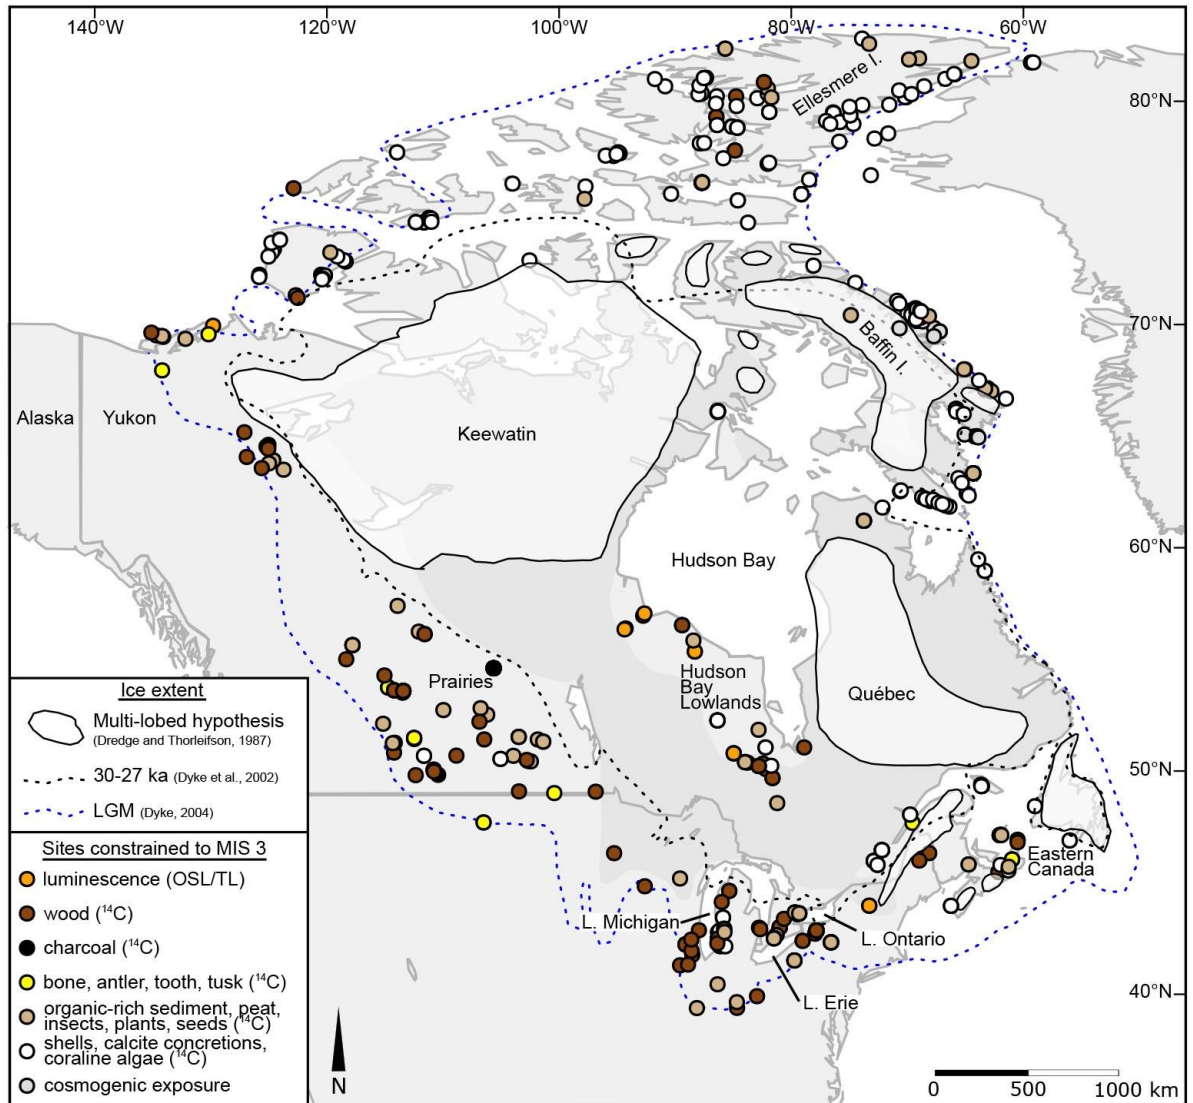 140°W
120°W
100°W
80°W
60°W
80°N
Ellesmere I.
70°N
Baffin I.
Alaska
Yukon
Keewatin
60°N
Hudson Bay
Prairies
Hudson
Bay
Lowlands
Québec
50°N
Eastern
Canada
L. Michigan
L. Ontario
L. Erie
40°N
Ice extent
Multi-lobed hypothesis
(Dredge and Thorleifson, 1987)
30-27 ka (Dyke et al., 2002)
LGM (Dyke, 2004)
Sites constrained to MIS 3
luminescence (OSL/TL)
wood (¹⁴C)
charcoal (¹⁴C)
bone, antler, tooth, tusk (¹⁴C)
organic-rich sediment, peat,
insects, plants, seeds (¹⁴C)
shells, calcite concretions,
coraline algae (¹⁴C)
cosmogenic exposure
N
0 500 1000 km